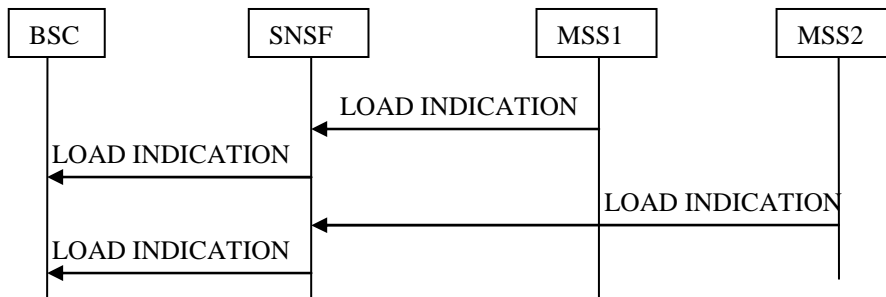 BSC
SNSF
MSS1
MSS2
LOAD INDICATION
LOAD INDICATION
LOAD INDICATION
LOAD INDICATION